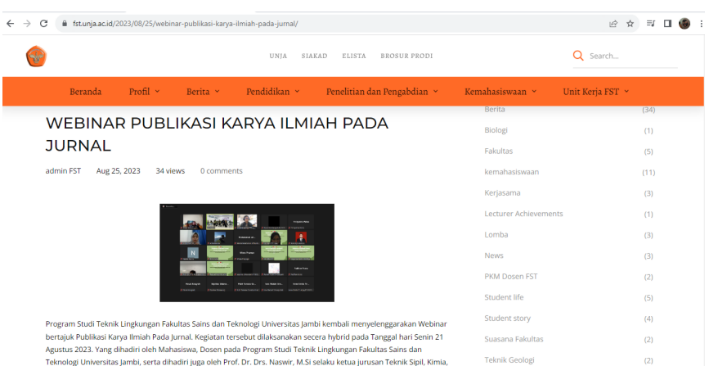 fst.unja.ac.id/2023/08/25/webinar-publikasi-karya-ilmiah-pada-jurnal/
UNJA SIAKAD ELISTA BROSUR PRODI
Search...
Beranda Profil Berita Pendidikan Penelitian dan Pengabdian Kemahasiswaan Unit Kerja FST
WEBINAR PUBLIKASI KARYA ILMIAH PADA
JURNAL
admin FST Aug 25, 2023 34 views 0 comments
Program Studi Teknik Lingkungan Fakultas Sains dan Teknologi Universitas Jambi kembali menyelenggarakan Webinar
bertajuk Publikasi Karya Ilmiah Pada Jurnal. Kegiatan tersebut dilaksanakan secera hybrid pada Tanggal hari Senin 21
Agustus 2023. Yang dihadiri oleh Mahasiswa, Dosen pada Program Studi Teknik Lingkungan Fakultas Sains dan
Teknologi Universitas Jambi, serta dihadiri juga oleh Prof. Dr. Drs. Naswir, M.Si selaku ketua jurusan Teknik Sipil, Kimia,
Berita (34)
Biologi (1)
Fakultas (5)
kemahasiswaan (11)
Kerjasama (3)
Lecturer Achievements (1)
Lomba (3)
News (3)
PKM Dosen FST (2)
Student life (5)
Student story (4)
Suasana Fakultas (2)
Teknik Geologi (2)